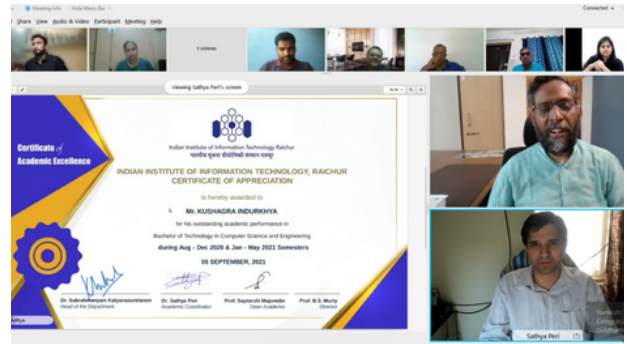 Meeting Info Hide Menu Bar
Connected
Share View Audio & Video Participant Meeting Help
Viewing Sathya Peri's screen
Certificate of
Academic Excellence
Indian Institute of Information Technology Raichur
भारतीय सूचना प्रौद्योगिकी संस्थान रायचूर
INDIAN INSTITUTE OF INFORMATION TECHNOLOGY, RAICHUR
CERTIFICATE OF APPRECIATION
is hereby awarded to
Mr. KUSHAGRA INDURKHYA
for his outstanding academic performance in
Bachelor of Technology in Computer Science and Engineering
during Aug - Dec 2020 & Jan - May 2021 Semesters
05 SEPTEMBER, 2021
Dr. Subrahmanyam Kalyanasundaram
Head of the Department
Dr. Sathya Peri
Academic Coordinator
Prof. Saptarshi Majumdar
Dean Academic
Prof. B.S. Murty
Director
Sathya Peri